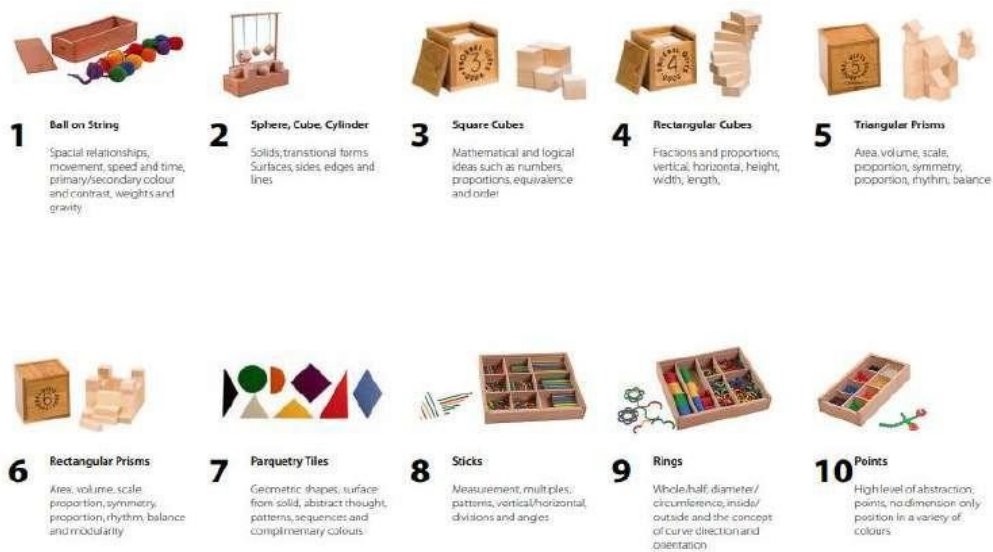 1
Ball on String
Spacial relationships,
movement, speed and time,
primary/secondary colour
and contrast, weights and
gravity
2
Sphere, Cube, Cylinder
Solids, transitional forms
Surfaces, sides, edges and
lines
3
Square Cubes
Mathematical and logical
ideas such as numbers,
proportions, equivalence
and order
4
Rectangular Cubes
Fractions and proportions,
vertical, horizontal, height,
width, length,
5
Triangular Prisms
Area, volume, scale,
proportion, symmetry,
proportion, rhythm, balance
6
Rectangular Prisms
Area, volume, scale
proportion, symmetry,
proportion, rhythm, balance
and modularity
7
Parquetry Tiles
Geometric shapes, surface
from solid, abstract thought,
patterns, sequences and
complimentary colours
8
Sticks
Measurement, multiples,
patterns, vertical/horizontal,
divisions and angles
9
Rings
Whole/half, diameter/
circumference, inside/
outside and the concept
of curve direction and
orientation
10
Points
High level of abstraction,
points, no dimension only
position in a variety of
colours